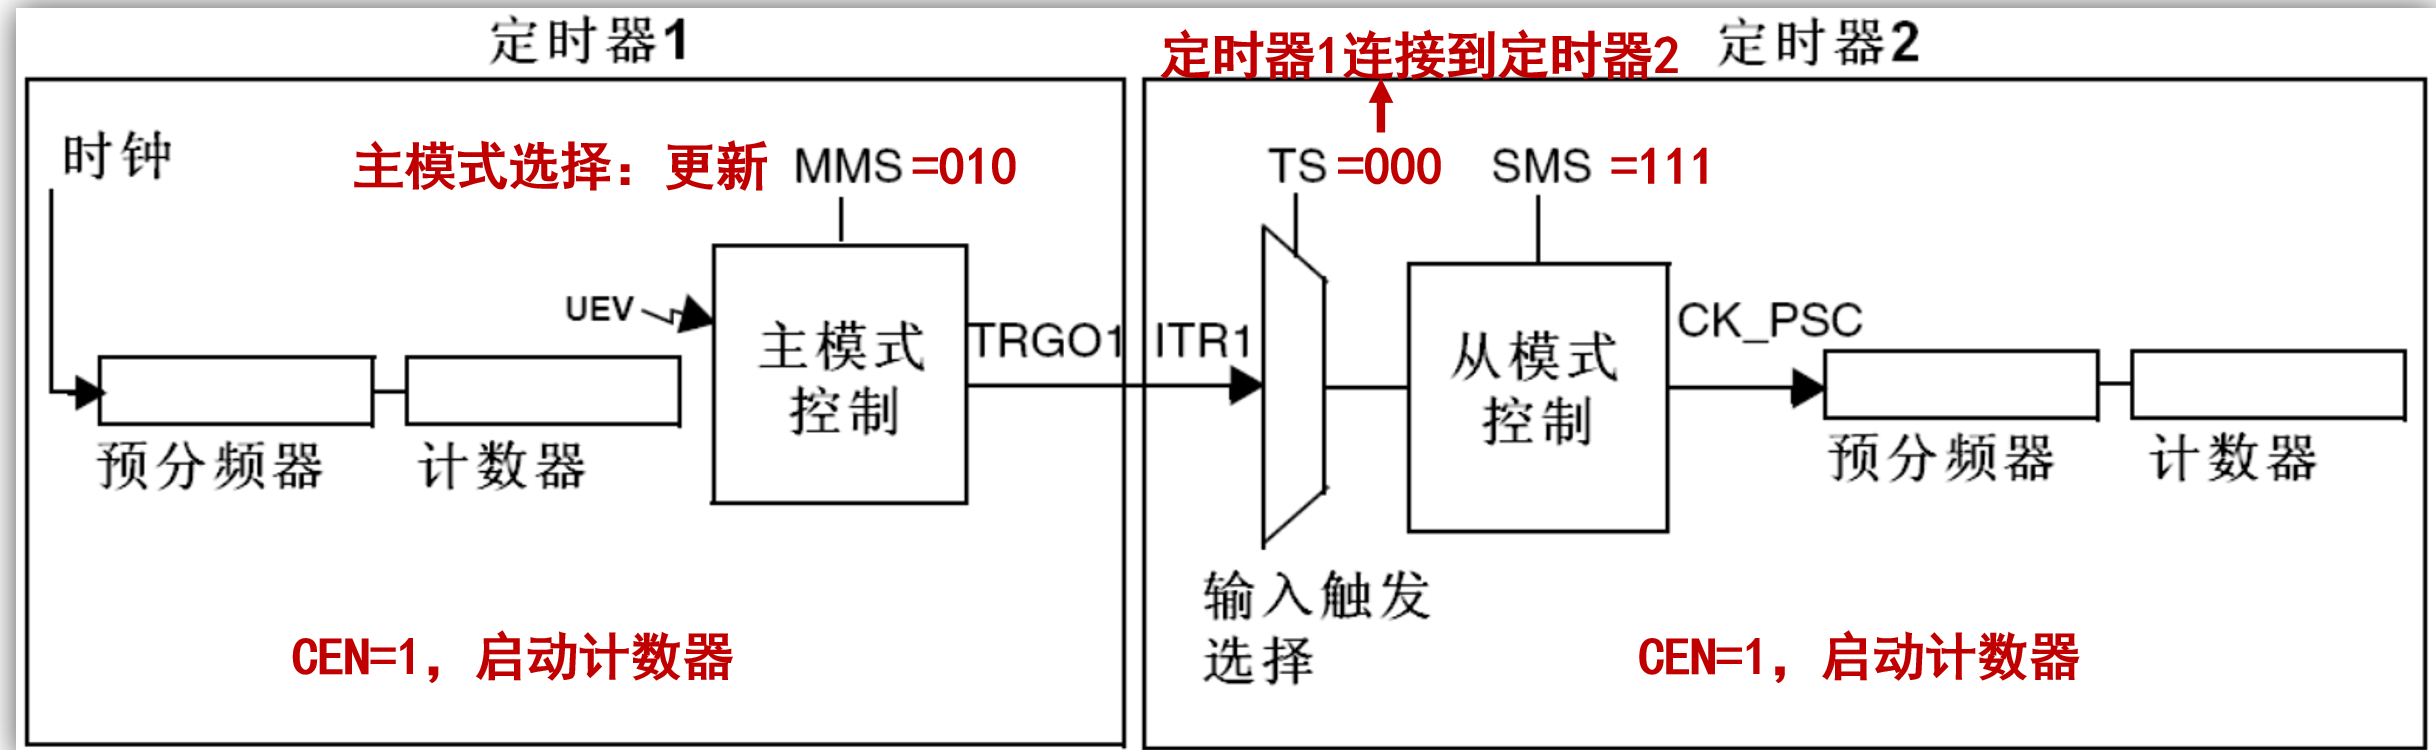 定时器1
定时器1连接到定时器2
定时器2
时钟
主模式选择：更新 MMS =010
TS =000 SMS =111
UEV
主模式
控制
TRGO1
ITR1
从模式
控制
CK_PSC
预分频器
计数器
预分频器
计数器
输入触发
选择
CEN=1，启动计数器
CEN=1，启动计数器